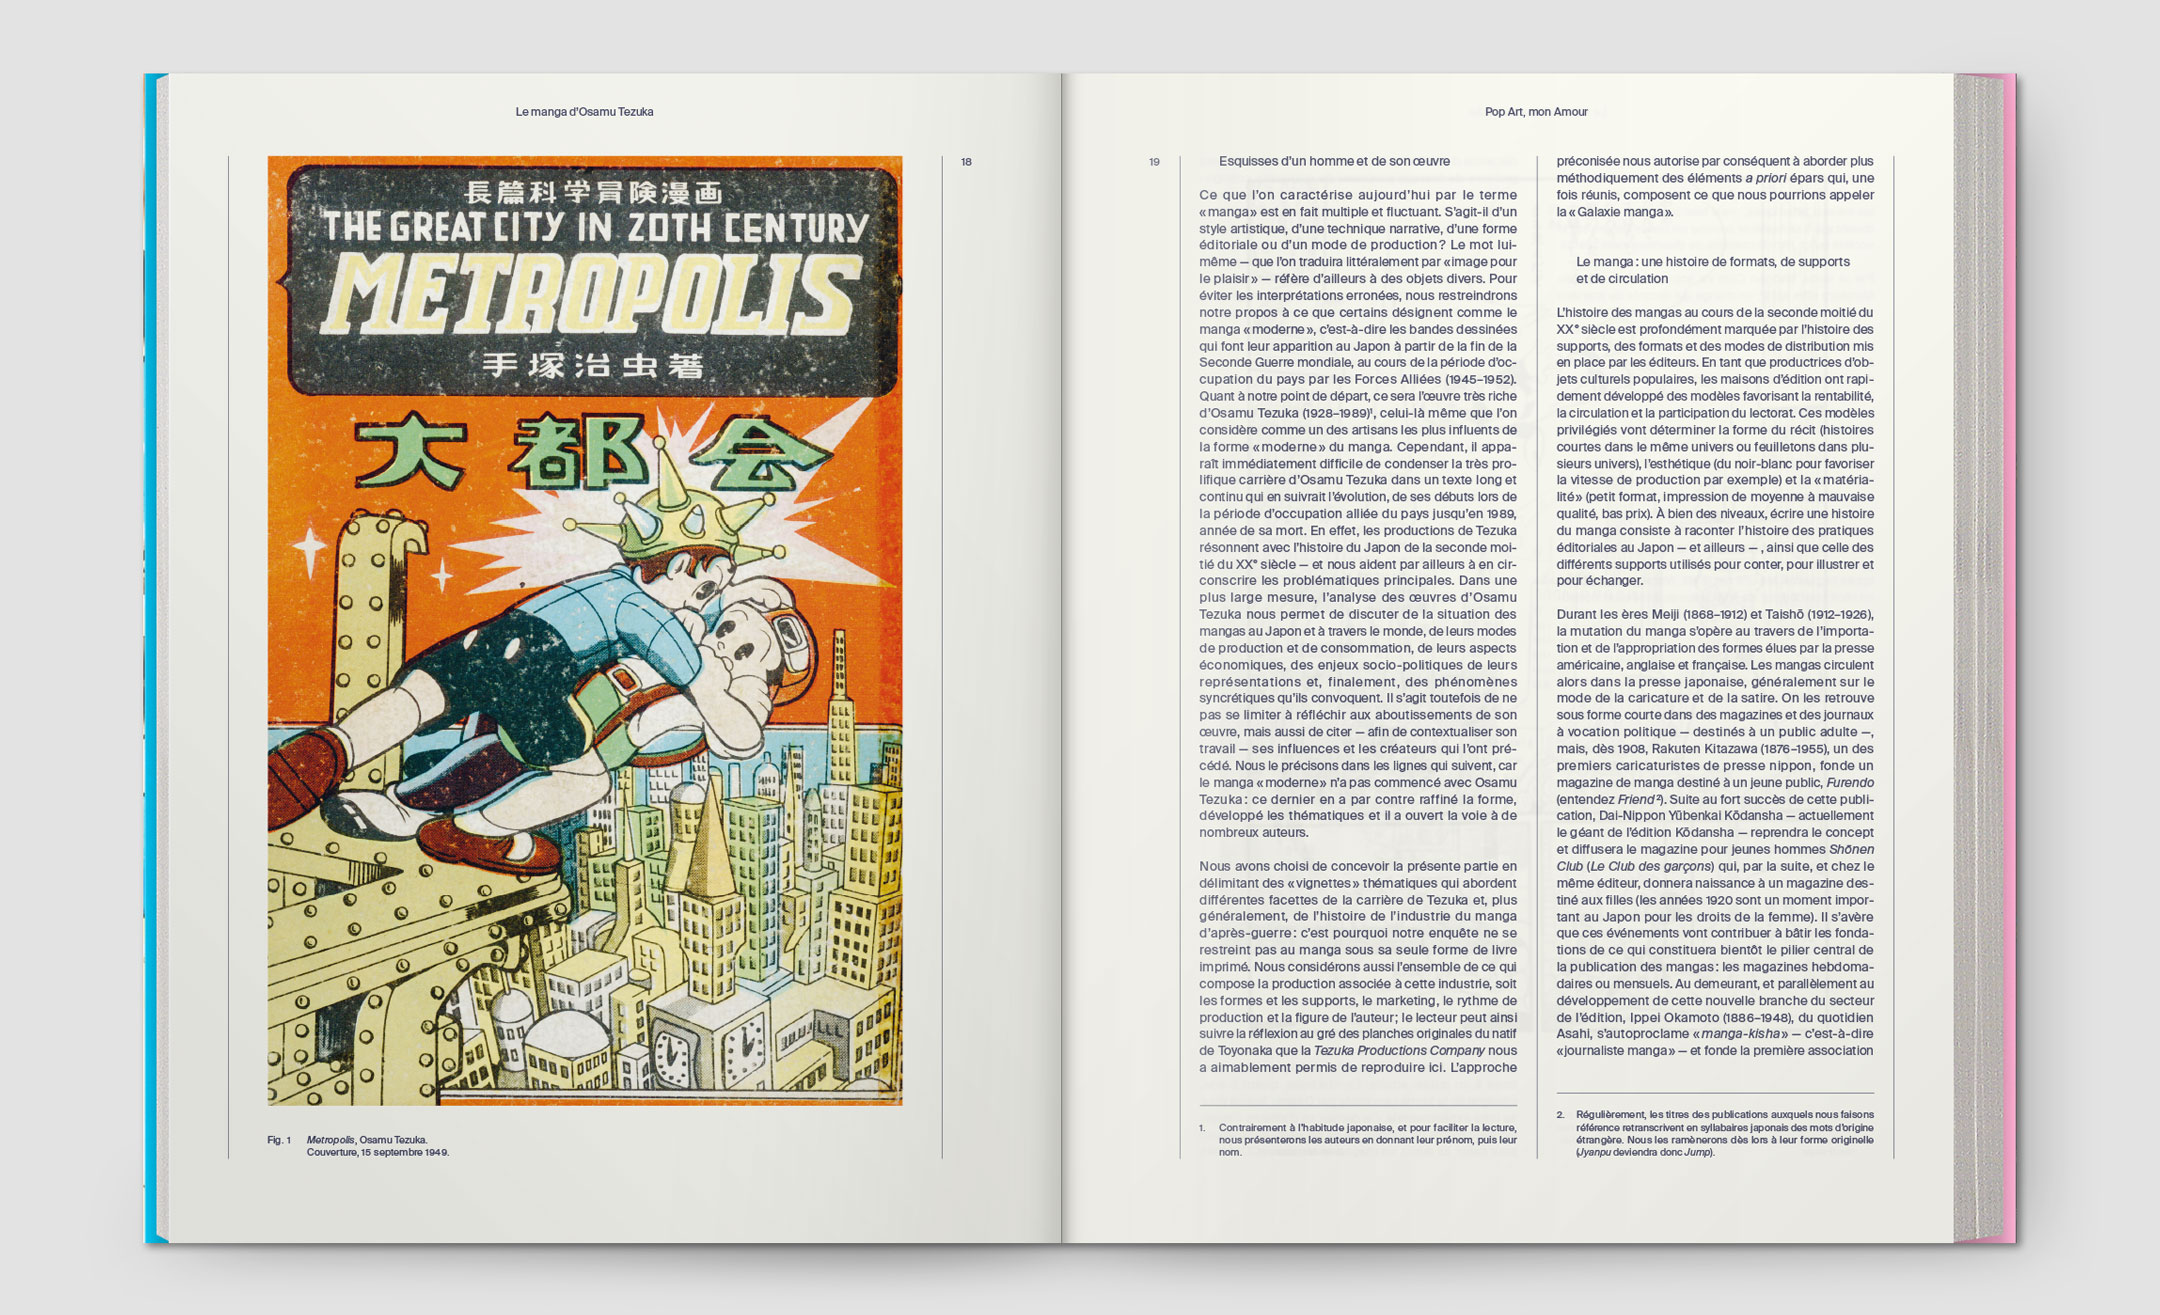 Le manga d'Osamu Tezuka
長篇科学冒険漫画
THE GREAT CITY IN 20TH CENTURY
METROPOLIS
手塚治虫著
大都会
18
Fig. 1 Metropolis, Osamu Tezuka.
Couverture, 15 septembre 1949.
Pop Art, mon Amour
19
Esquisses d'un homme et de son œuvre
Ce que l'on caractérise aujourd'hui par le terme
«manga» est en fait multiple et fluctuant. S'agit-il d'un
style artistique, d'une technique narrative, d'une forme
éditoriale ou d'un mode de production? Le mot lui-
même — que l'on traduira littéralement par «image pour
le plaisir» — réfère d'ailleurs à des objets divers. Pour
éviter les interprétations erronées, nous restreindrons
notre propos à ce que certains désignent comme le
manga «moderne», c'est-à-dire les bandes dessinées
qui font leur apparition au Japon à partir de la fin de la
Seconde Guerre mondiale, au cours de la période d'oc-
cupation du pays par les Forces Alliées (1945–1952).
Quant à notre point de départ, ce sera l'œuvre très riche
d'Osamu Tezuka (1928–1989)¹, celui-là même que l'on
considère comme un des artisans les plus influents de
la forme «moderne» du manga. Cependant, il appa-
raît immédiatement difficile de condenser la très pro-
lifique carrière d'Osamu Tezuka dans un texte long et
continu qui en suivrait l'évolution, de ses débuts lors de
la période d'occupation alliée du pays jusqu'en 1989,
année de sa mort. En effet, les productions de Tezuka
résonnent avec l'histoire du Japon de la seconde moi-
tié du XXᵉ siècle — et nous aident par ailleurs à en cir-
conscrire les problématiques principales. Dans une
plus large mesure, l'analyse des œuvres d'Osamu
Tezuka nous permet de discuter de la situation des
mangas au Japon et à travers le monde, de leurs modes
de production et de consommation, de leurs aspects
économiques, des enjeux socio-politiques de leurs
représentations et, finalement, des phénomènes
syncrétiques qu'ils convoquent. Il s'agit toutefois de ne
pas se limiter à réfléchir aux aboutissements de son
œuvre, mais aussi de citer — afin de contextualiser son
travail — ses influences et les créateurs qui l'ont pré-
cédé. Nous le précisons dans les lignes qui suivent, car
le manga «moderne» n'a pas commencé avec Osamu
Tezuka: ce dernier en a par contre raffiné la forme,
développé les thématiques et il a ouvert la voie à de
nombreux auteurs.
Nous avons choisi de concevoir la présente partie en
délimitant des «vignettes» thématiques qui abordent
différentes facettes de la carrière de Tezuka et, plus
généralement, de l'histoire de l'industrie du manga
d'après-guerre: c'est pourquoi notre enquête ne se
restreint pas au manga sous sa seule forme de livre
imprimé. Nous considérons aussi l'ensemble de ce qui
compose la production associée à cette industrie, soit
les formes et les supports, le marketing, le rythme de
production et la figure de l'auteur; le lecteur peut ainsi
suivre la réflexion au gré des planches originales du natif
de Toyonaka que la Tezuka Productions Company nous
a aimablement permis de reproduire ici. L'approche
1. Contrairement à l'habitude japonaise, et pour faciliter la lecture,
nous présenterons les auteurs en donnant leur prénom, puis leur
nom.
préconisée nous autorise par conséquent à aborder plus
méthodiquement des éléments a priori épars qui, une
fois réunis, composent ce que nous pourrions appeler
la «Galaxie manga».
Le manga: une histoire de formats, de supports
et de circulation
L'histoire des mangas au cours de la seconde moitié du
XXᵉ siècle est profondément marquée par l'histoire des
supports, des formats et des modes de distribution mis
en place par les éditeurs. En tant que productrices d'ob-
jets culturels populaires, les maisons d'édition ont rapi-
dement développé des modèles favorisant la rentabilité,
la circulation et la participation du lectorat. Ces modèles
privilégiés vont déterminer la forme du récit (histoires
courtes dans le même univers ou feuilletons dans plu-
sieurs univers), l'esthétique (du noir-blanc pour favoriser
la vitesse de production par exemple) et la «matéria-
lité» (petit format, impression de moyenne à mauvaise
qualité, bas prix). À bien des niveaux, écrire une histoire
du manga consiste à raconter l'histoire des pratiques
éditoriales au Japon — et ailleurs — , ainsi que celle des
différents supports utilisés pour conter, pour illustrer et
pour échanger.
Durant les ères Meiji (1868–1912) et Taishō (1912–1926),
la mutation du manga s'opère au travers de l'importa-
tion et de l'appropriation des formes élues par la presse
américaine, anglaise et française. Les mangas circulent
alors dans la presse japonaise, généralement sur le
mode de la caricature et de la satire. On les retrouve
sous forme courte dans des magazines et des journaux
à vocation politique — destinés à un public adulte —,
mais, dès 1908, Rakuten Kitazawa (1876–1955), un des
premiers caricaturistes de presse nippon, fonde un
magazine de manga destiné à un jeune public, Furendo
(entendez Friend²). Suite au fort succès de cette publi-
cation, Dai-Nippon Yūbenkai Kōdansha — actuellement
le géant de l'édition Kōdansha — reprendra le concept
et diffusera le magazine pour jeunes hommes Shōnen
Club (Le Club des garçons) qui, par la suite, et chez le
même éditeur, donnera naissance à un magazine des-
tiné aux filles (les années 1920 sont un moment impor-
tant au Japon pour les droits de la femme). Il s'avère
que ces événements vont contribuer à bâtir les fonda-
tions de ce qui constituera bientôt le pilier central de
la publication des mangas: les magazines hebdoma-
daires ou mensuels. Au demeurant, et parallèlement au
développement de cette nouvelle branche du secteur
de l'édition, Ippei Okamoto (1886–1948), du quotidien
Asahi, s'autoproclame «manga-kisha» — c'est-à-dire
«journaliste manga» — et fonde la première association
2. Régulièrement, les titres des publications auxquels nous faisons
référence retranscrivent en syllabaires japonais des mots d'origine
étrangère. Nous les ramènerons dès lors à leur forme originelle
(Jyanpu deviendra donc Jump).